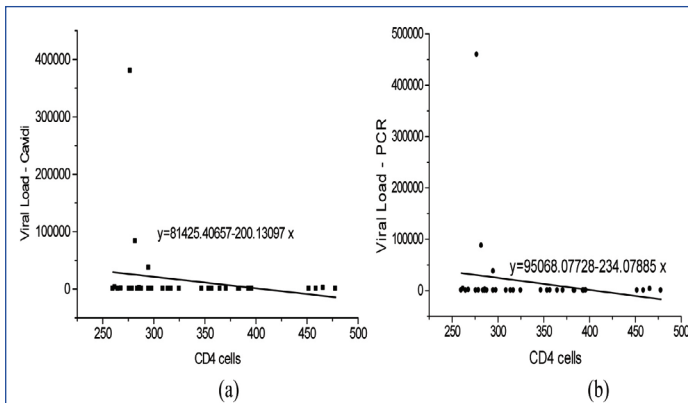 400000
300000
200000
100000
0
Viral Load - Cavidi
y=81425.40657-200.13097 x
250 300 350 400 450 500
CD4 cells
(a)
500000
400000
300000
200000
100000
0
Viral Load - PCR
y=95068.07728-234.07885 x
250 300 350 400 450 500
CD4 cells
(b)